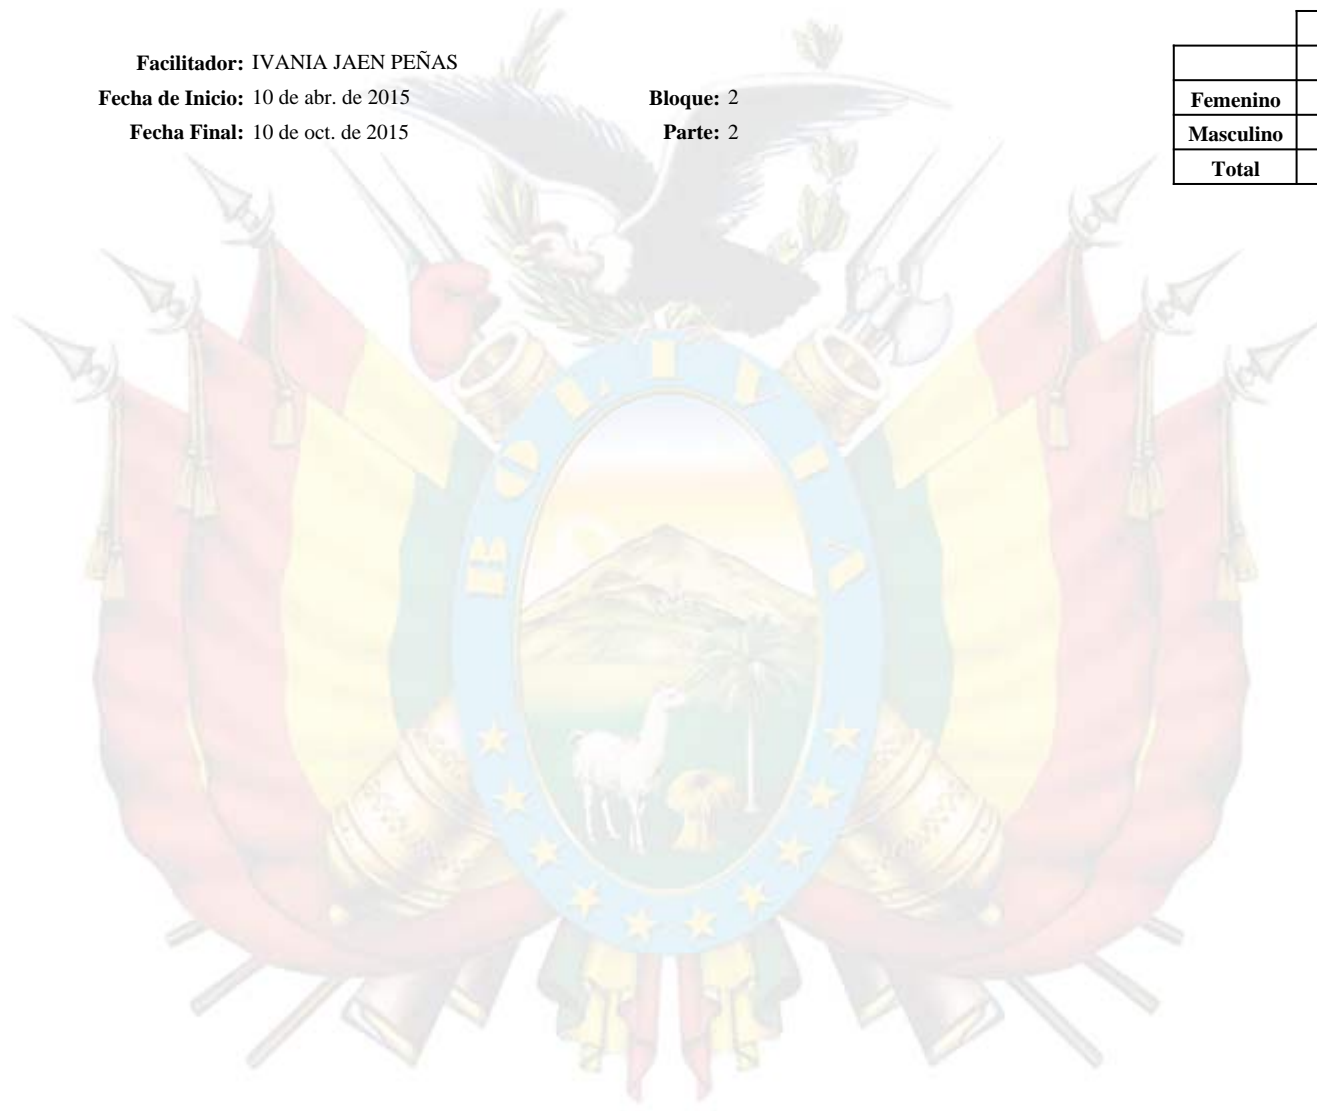 Facilitador: IVANIA JAEN PEÑAS
Fecha de Inicio: 10 de abr. de 2015 Bloque: 2
Fecha Final: 10 de oct. de 2015 Parte: 2
Femenino
Masculino
Total
BOLIVIA